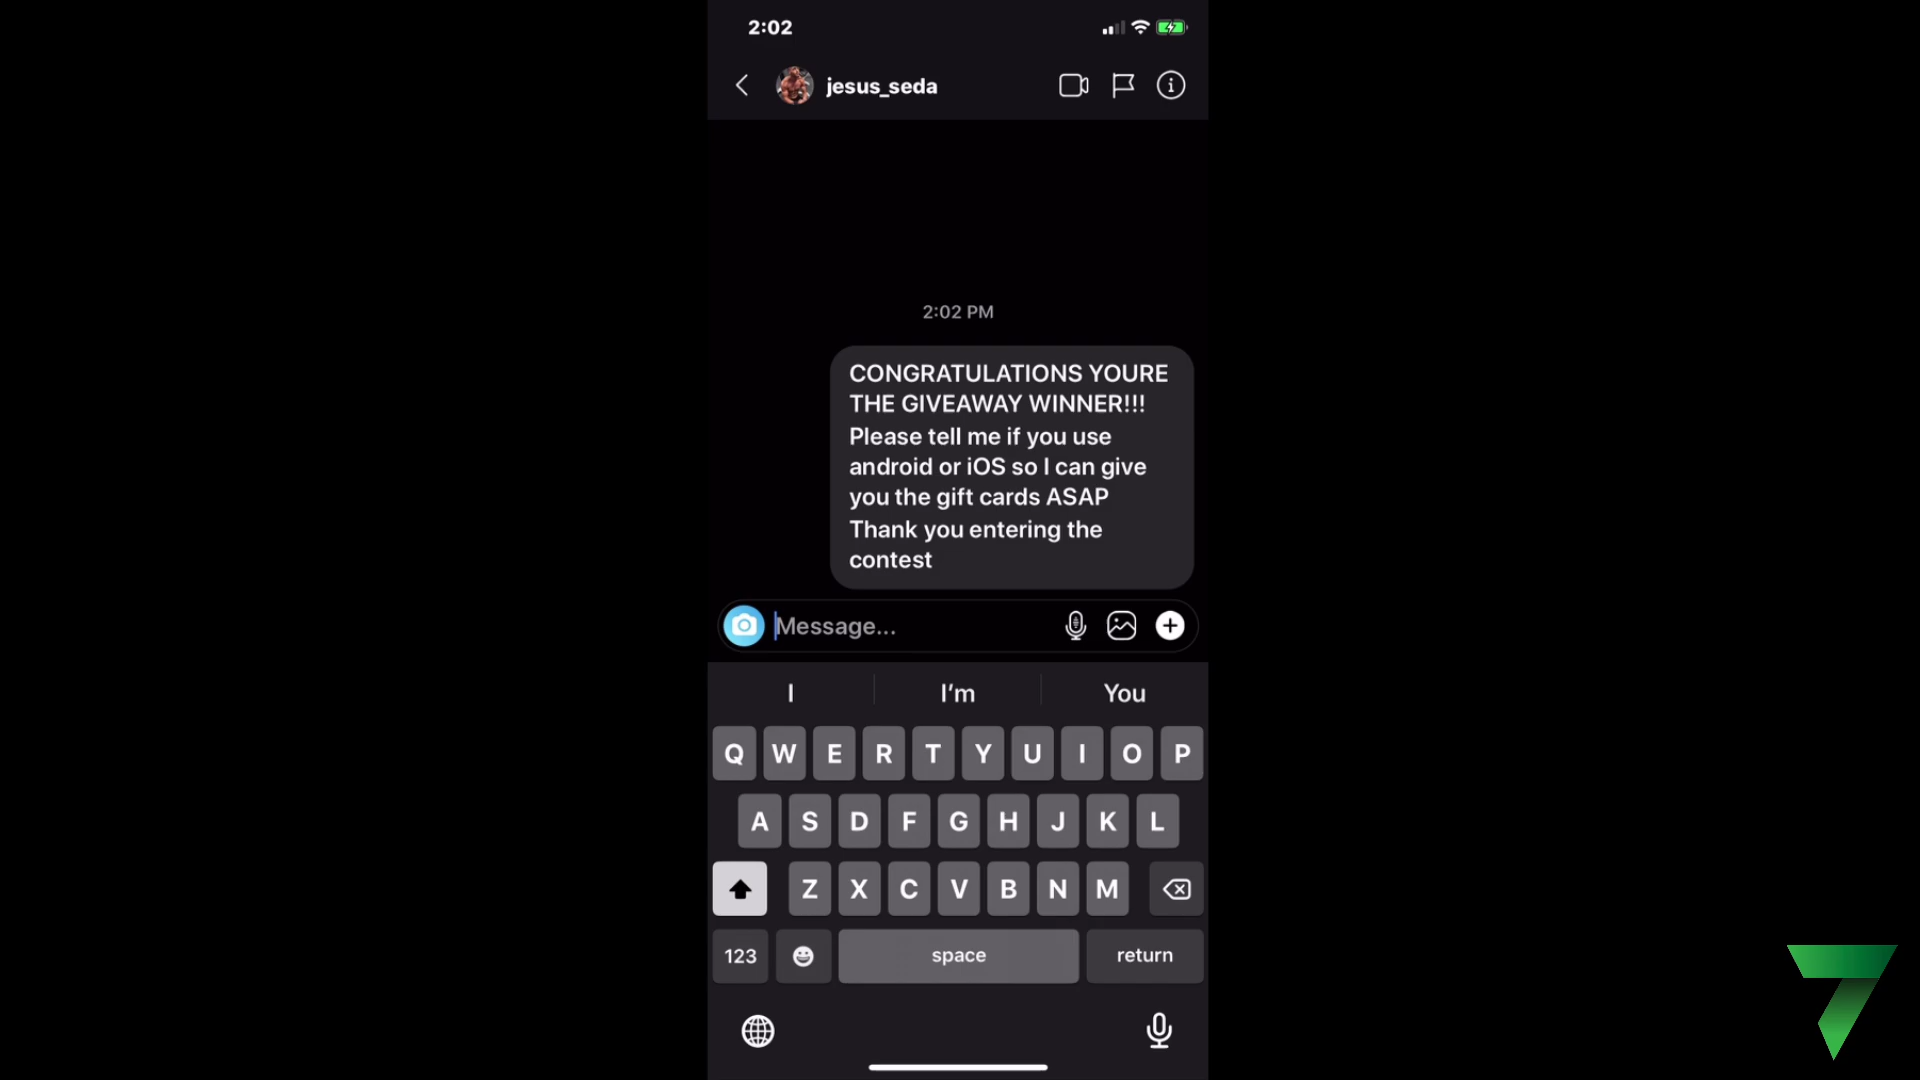 2:02
jesus_seda
2:02 PM
CONGRATULATIONS YOURE
THE GIVEAWAY WINNER!!!
Please tell me if you use
android or iOS so I can give
you the gift cards ASAP
Thank you entering the
contest
Message...
I I'm You
Q W E R T Y U I O P
A S D F G H J K L
Z X C V B N M
123 space return